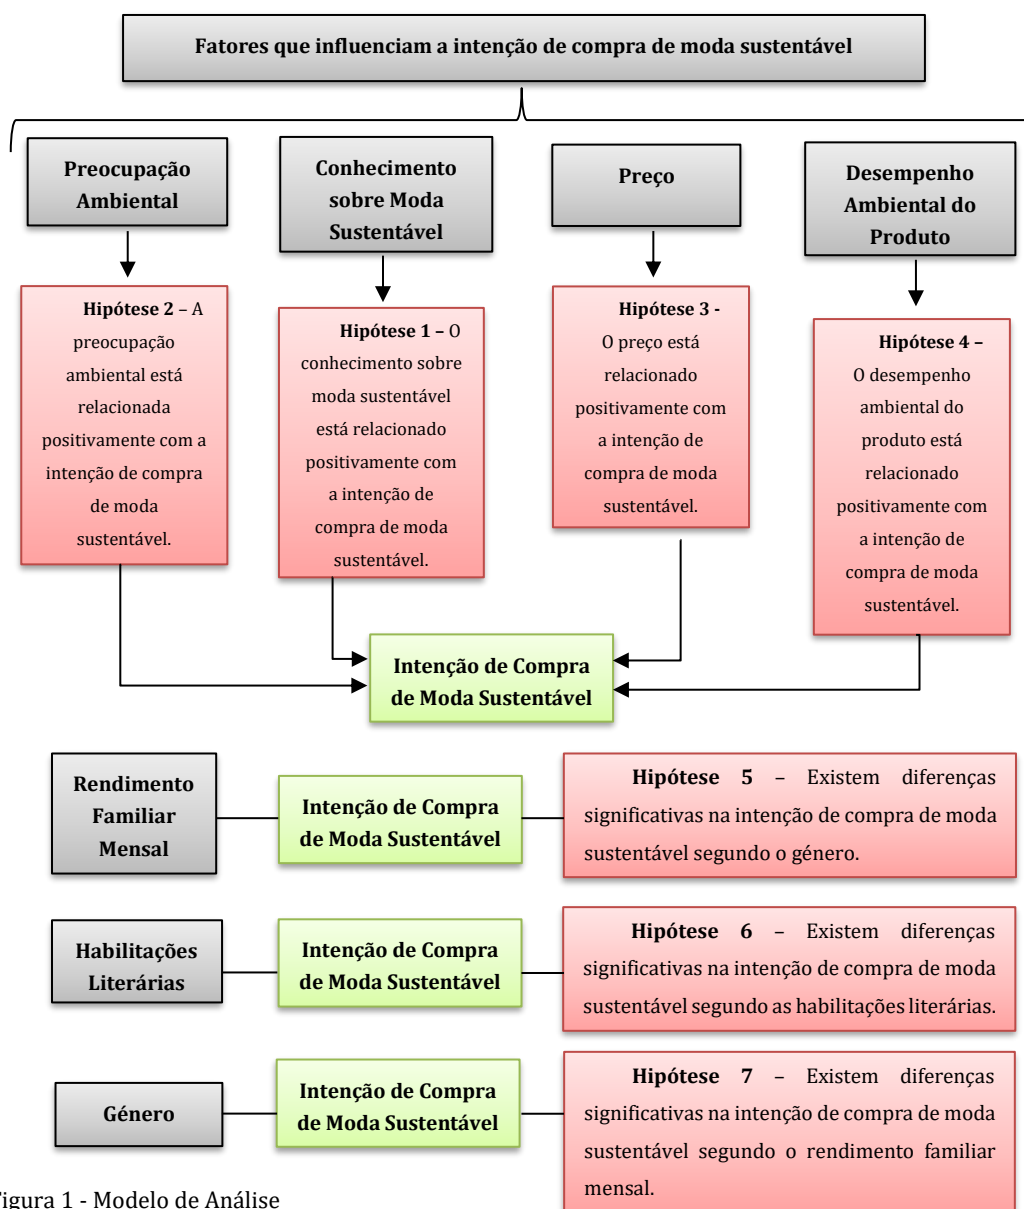 Fatores que influenciam a intenção de compra de moda sustentável
Preocupação
Ambiental
Conhecimento
sobre Moda
Sustentável
Preço
Desempenho
Ambiental do
Produto
Hipótese 2 – A
preocupação
ambiental está
relacionada
positivamente com a
intenção de compra
de moda
sustentável.
Hipótese 1 – O
conhecimento sobre
moda sustentável
está relacionado
positivamente com
a intenção de
compra de moda
sustentável.
Hipótese 3 -
O preço está
relacionado
positivamente com
a intenção de
compra de moda
sustentável.
Hipótese 4 –
O desempenho
ambiental do
produto está
relacionado
positivamente com
a intenção de
compra de moda
sustentável.
Intenção de Compra
de Moda Sustentável
Rendimento
Familiar
Mensal
Intenção de Compra
de Moda Sustentável
Hipótese 5 – Existem diferenças
significativas na intenção de compra de moda
sustentável segundo o género.
Habilitações
Literárias
Intenção de Compra
de Moda Sustentável
Hipótese 6 – Existem diferenças
significativas na intenção de compra de moda
sustentável segundo as habilitações literárias.
Género
Intenção de Compra
de Moda Sustentável
Hipótese 7 – Existem diferenças
significativas na intenção de compra de moda
sustentável segundo o rendimento familiar
mensal.
Figura 1 - Modelo de Análise